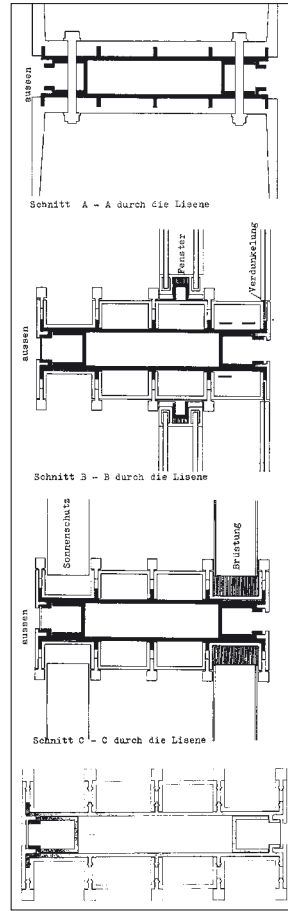 aussen
Schnitt A - A durch die Lisene
Fenster
Verdunkelung
aussen
Schnitt B - B durch die Lisene
Sonnenschutz
Brüstung
aussen
Schnitt C - C durch die Lisene